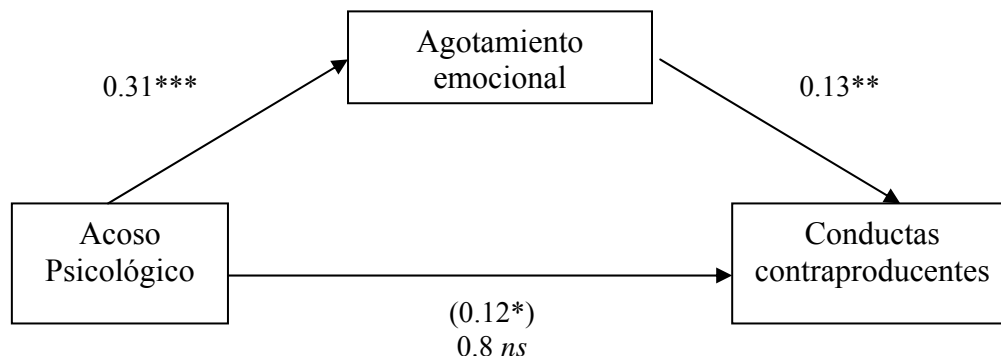 Agotamiento
emocional
0.31***
0.13**
Acoso
Psicológico
Conductas
contraproducentes
(0.12*)
0.8 ns